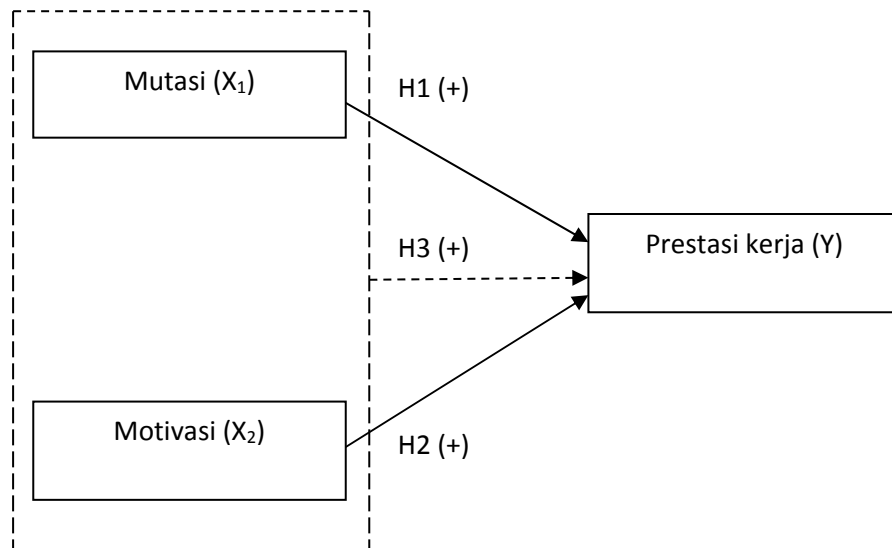 Mutasi (X₁)
H1 (+)
H3 (+)
Prestasi kerja (Y)
Motivasi (X₂)
H2 (+)